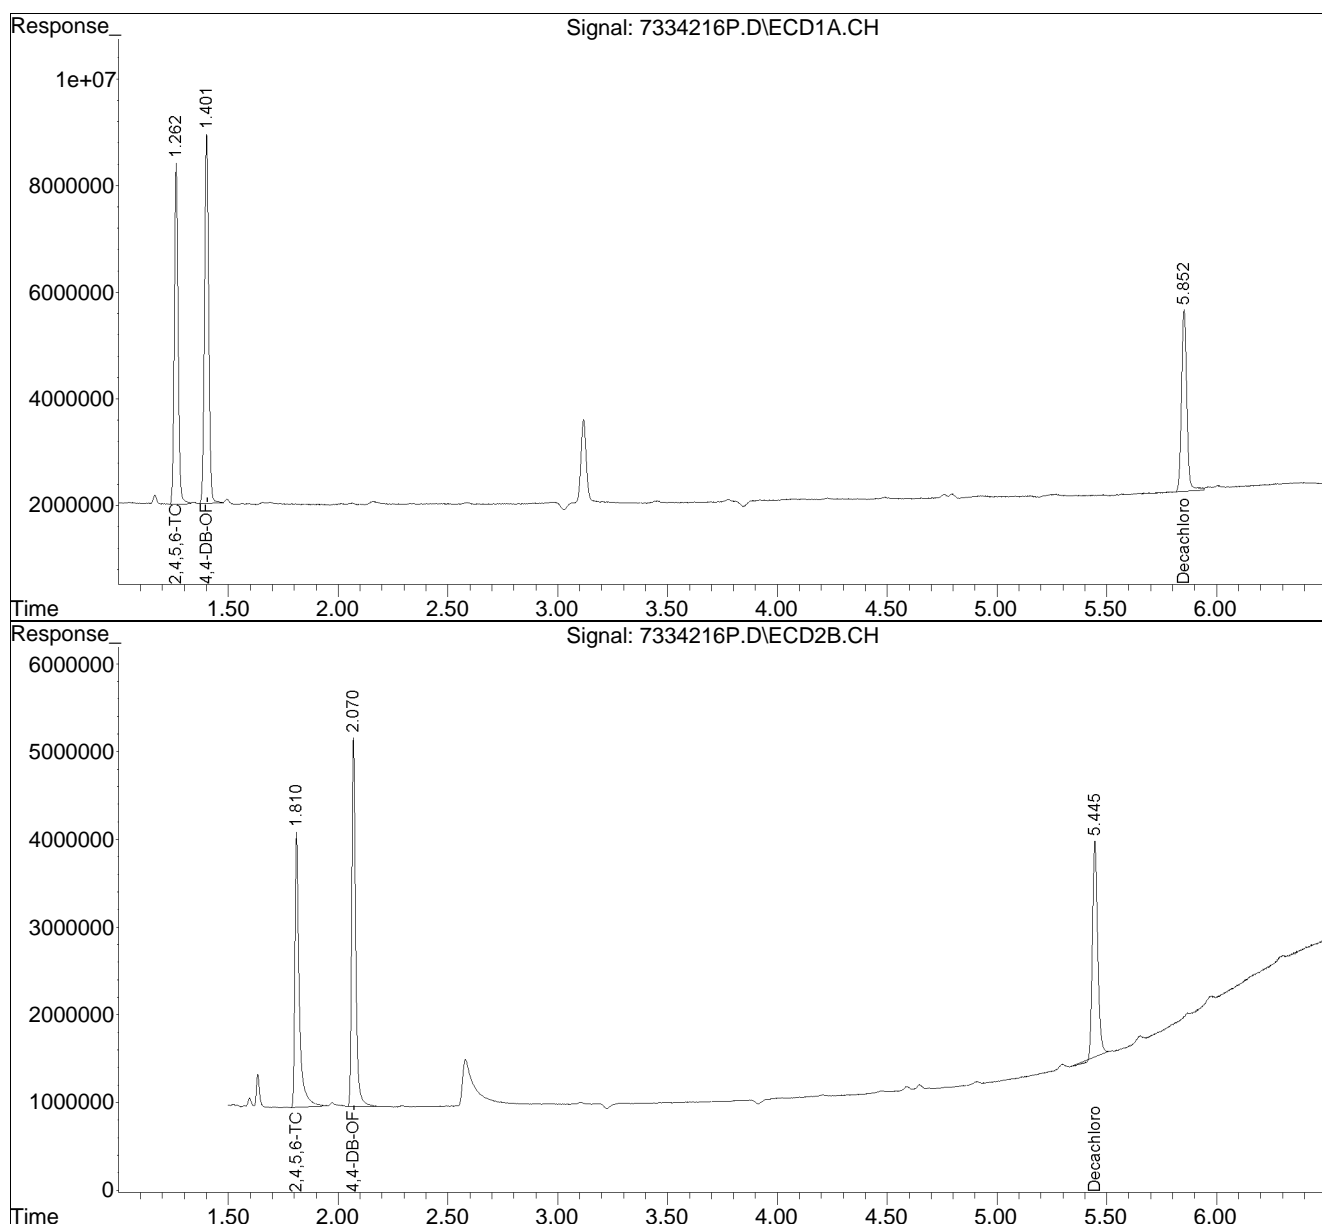 Response_
Signal: 7334216P.D\ECD1A.CH
1e+07
8000000
6000000
4000000
2000000
1.262
1.401
5.852
2,4,5,6-TC
4,4-DB-OF
Decachloro
Time
1.50 2.00 2.50 3.00 3.50 4.00 4.50 5.00 5.50 6.00
Response_
Signal: 7334216P.D\ECD2B.CH
6000000
5000000
4000000
3000000
2000000
1000000
0
1.810
2.070
5.445
2,4,5,6-TC
4,4-DB-OF
Decachloro
Time
1.50 2.00 2.50 3.00 3.50 4.00 4.50 5.00 5.50 6.00